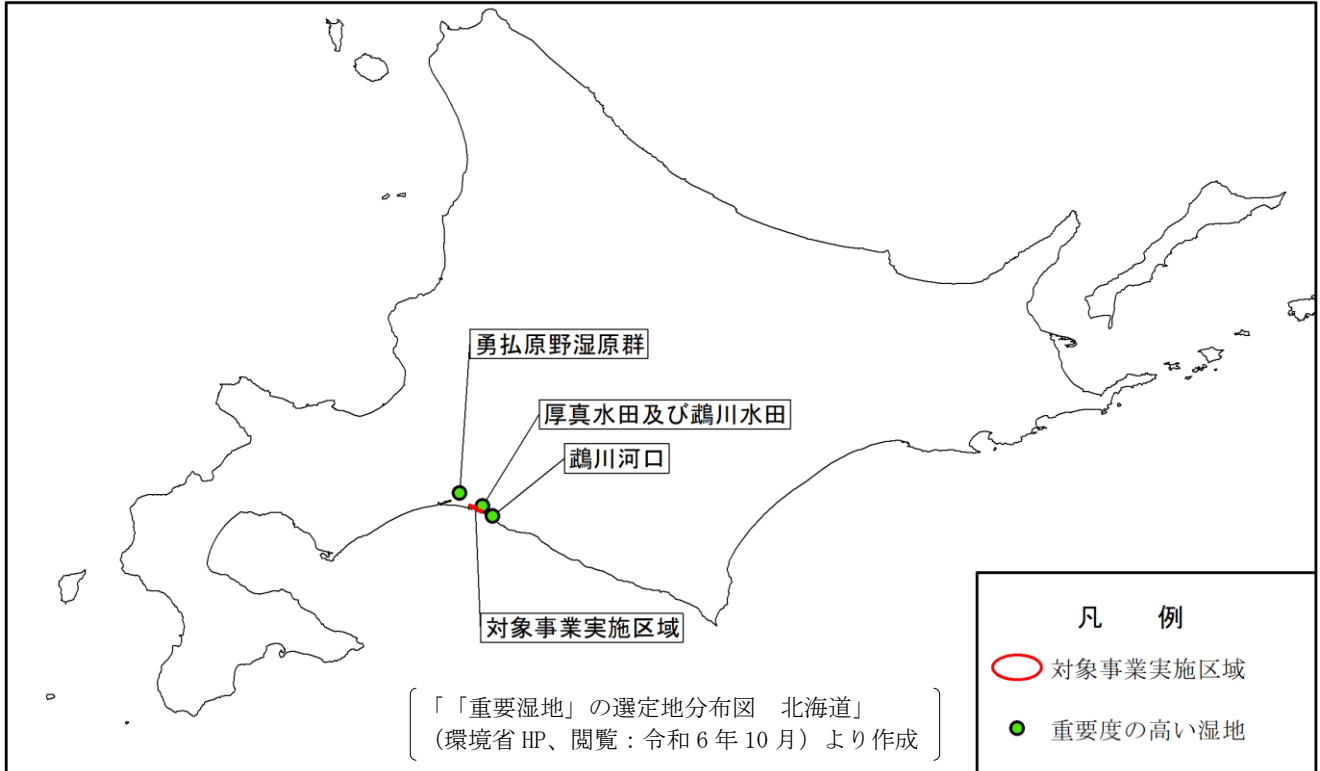 勇払原野湿原群
厚真水田及び鵡川水田
鵡川河口
対象事業実施区域
「「重要湿地」の選定地分布図　北海道」
（環境省 HP、閲覧：令和 6 年 10 月）より作成
凡　例
対象事業実施区域
重要度の高い湿地